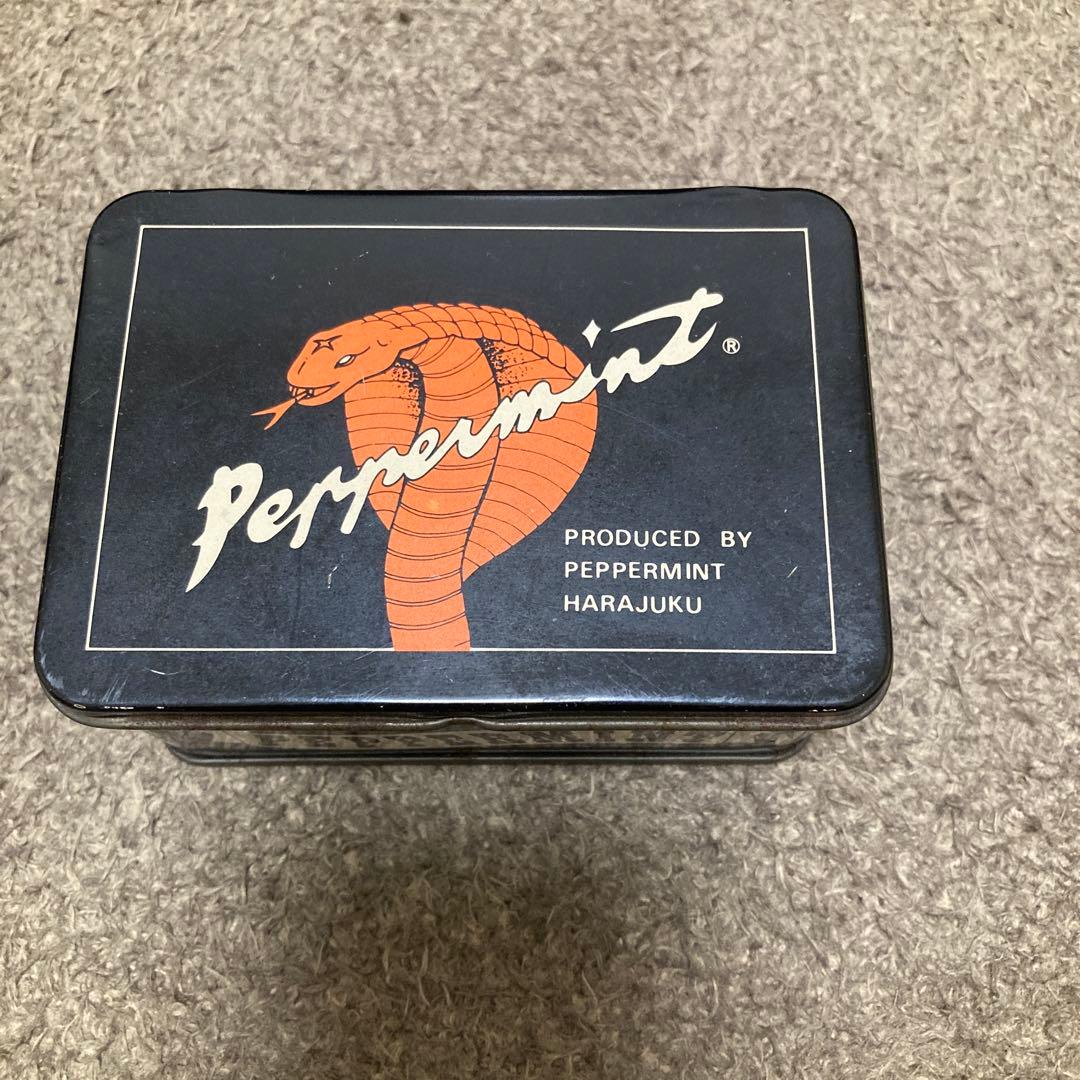 Peppermint®
PRODUCED BY
PEPPERMINT
HARAJUKU